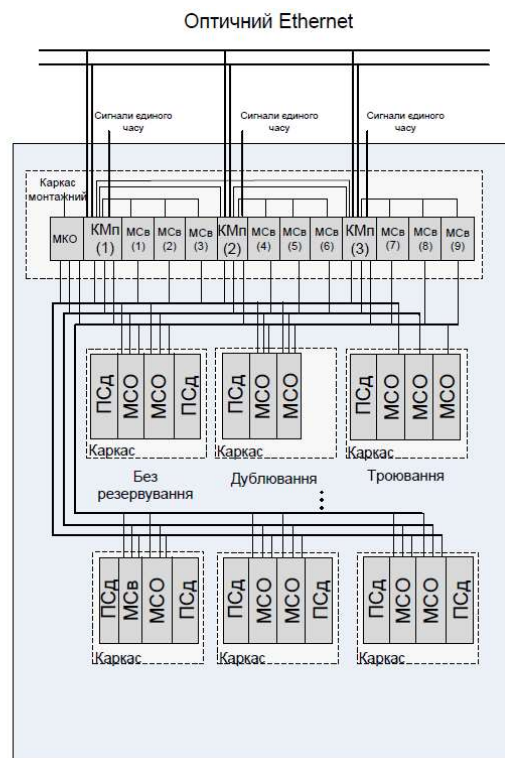 Оптичний Ethernet
Сигнали єдиного
часу
Сигнали єдиного
часу
Сигнали єдиного
часу
Каркас
монтажний
МКО
КМп
(1)
МСв
(1)
МСв
(2)
МСв
(3)
КМп
(2)
МСв
(4)
МСв
(5)
МСв
(6)
КМп
(3)
МСв
(7)
МСв
(8)
МСв
(9)
ПСд
МСО
МСО
ПСд
Каркас
ПСд
МСО
МСО
Каркас
ПСд
МСО
МСО
МСО
Каркас
Без
резервування
Дублювання
Троювання
ПСд
МСв
МСО
ПСд
Каркас
ПСд
МСО
МСО
ПСд
Каркас
ПСд
МСО
МСО
ПСд
Каркас